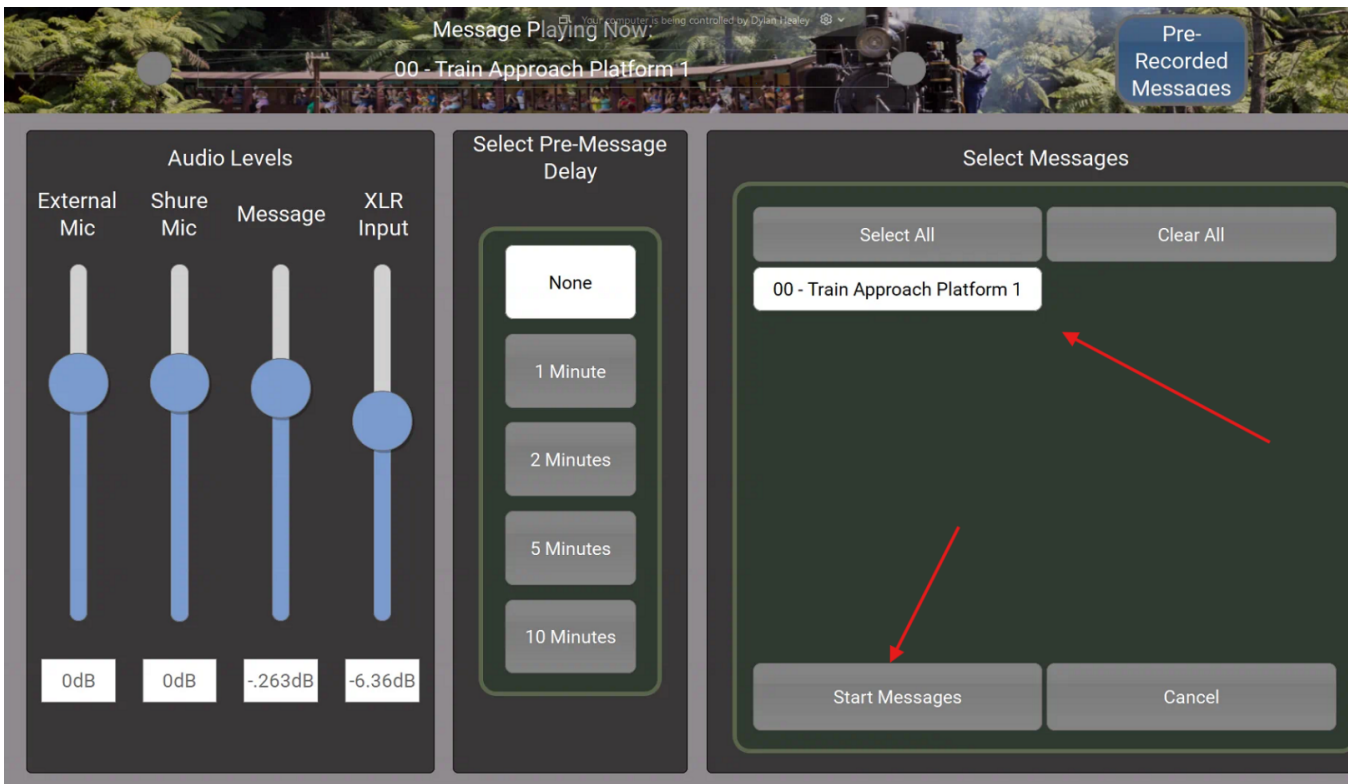 Your computer is being controlled by Dylan Healey
Message Playing Now:
00 - Train Approach Platform 1
Pre-
Recorded
Messages
Audio Levels
External
Mic
Shure
Mic
Message
XLR
Input
0dB
0dB
-.263dB
-6.36dB
Select Pre-Message
Delay
None
1 Minute
2 Minutes
5 Minutes
10 Minutes
Select Messages
Select All
Clear All
00 - Train Approach Platform 1
Start Messages
Cancel